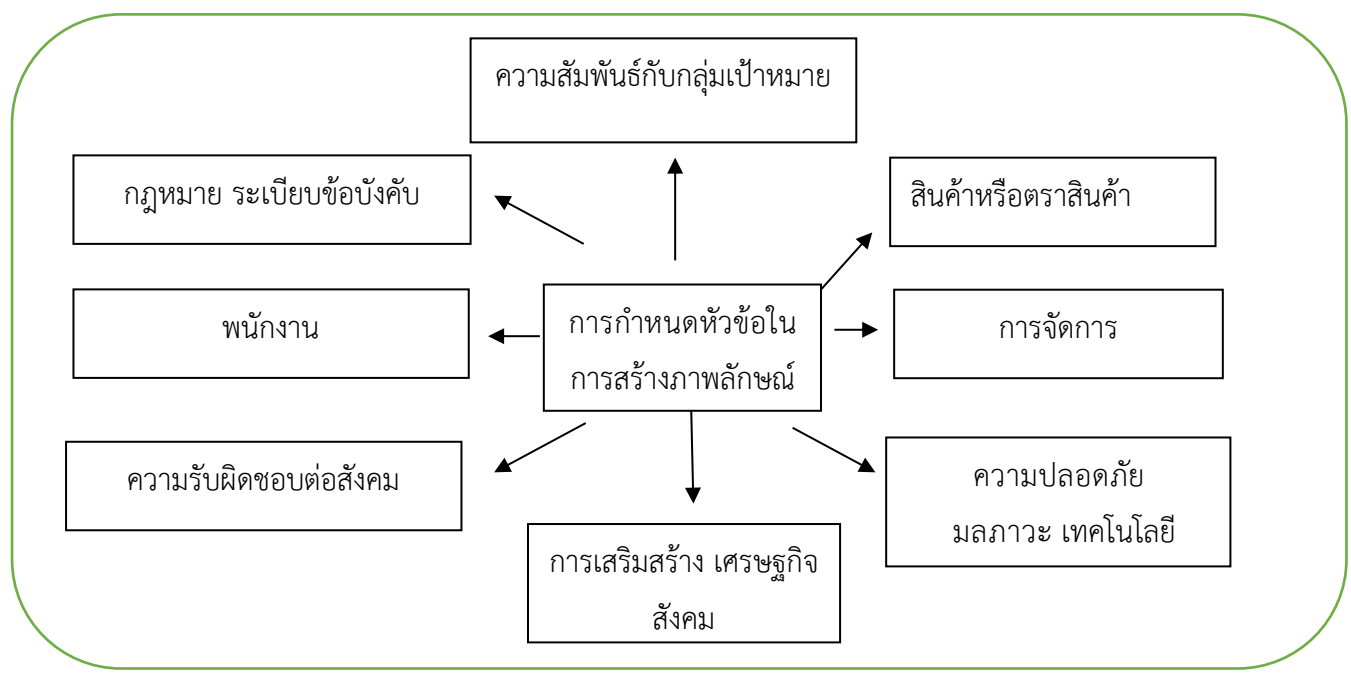 ความสัมพันธ์กับกลุ่มเป้าหมาย
กฎหมาย ระเบียบข้อบังคับ
สินค้าหรือตราสินค้า
พนักงาน
การกำหนดหัวข้อใน
การสร้างภาพลักษณ์
การจัดการ
ความรับผิดชอบต่อสังคม
ความปลอดภัย
มลภาวะ เทคโนโลยี
การเสริมสร้าง เศรษฐกิจ
สังคม